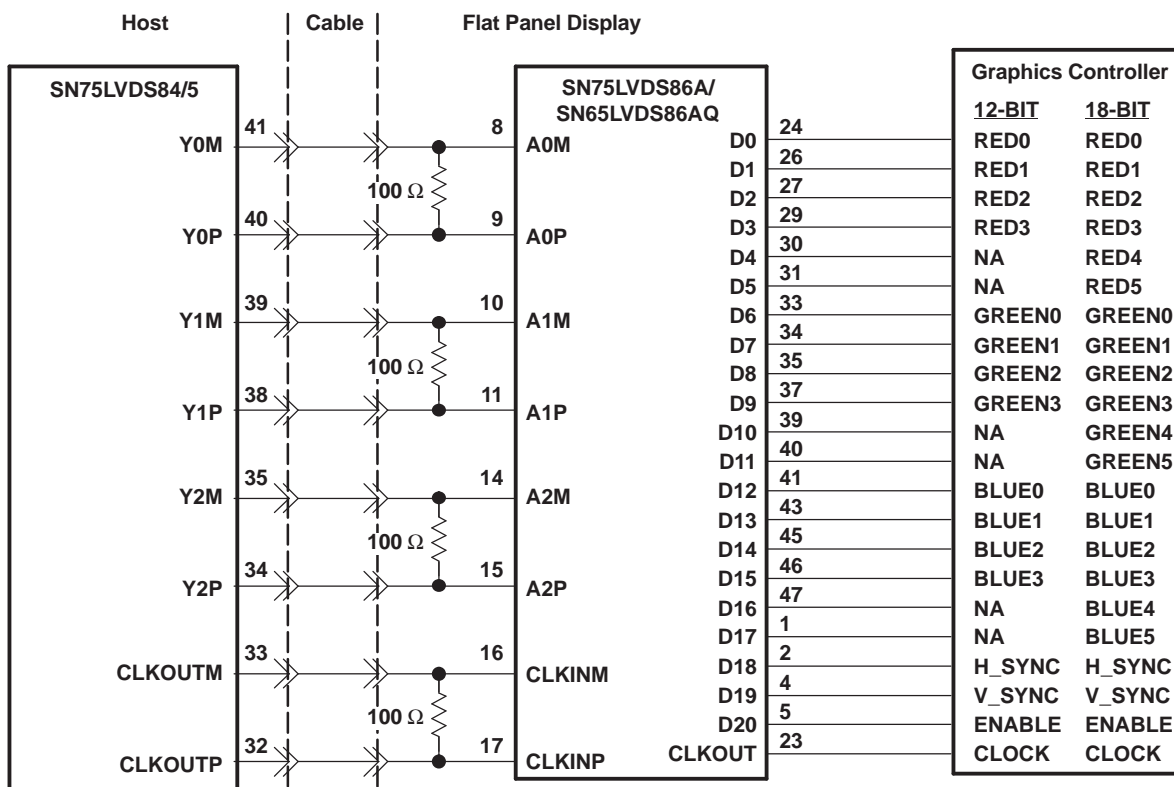 Host
Cable
Flat Panel Display
SN75LVDS84/5
SN75LVDS86A/
SN65LVDS86AQ
Graphics Controller
12-BIT 18-BIT
Y0M 41 8 A0M
100 Ω
Y0P 40 9 A0P
Y1M 39 10 A1M
100 Ω
Y1P 38 11 A1P
Y2M 35 14 A2M
100 Ω
Y2P 34 15 A2P
CLKOUTM 33 16 CLKINM
100 Ω
CLKOUTP 32 17 CLKINP
D0 24 RED0 RED0
D1 26 RED1 RED1
D2 27 RED2 RED2
D3 29 RED3 RED3
D4 30 NA RED4
D5 31 NA RED5
D6 33 GREEN0 GREEN0
D7 34 GREEN1 GREEN1
D8 35 GREEN2 GREEN2
D9 37 GREEN3 GREEN3
D10 39 NA GREEN4
D11 40 NA GREEN5
D12 41 BLUE0 BLUE0
D13 43 BLUE1 BLUE1
D14 45 BLUE2 BLUE2
D15 46 BLUE3 BLUE3
D16 47 NA BLUE4
D17 1 NA BLUE5
D18 2 H_SYNC H_SYNC
D19 4 V_SYNC V_SYNC
D20 5 ENABLE ENABLE
CLKOUT 23 CLOCK CLOCK